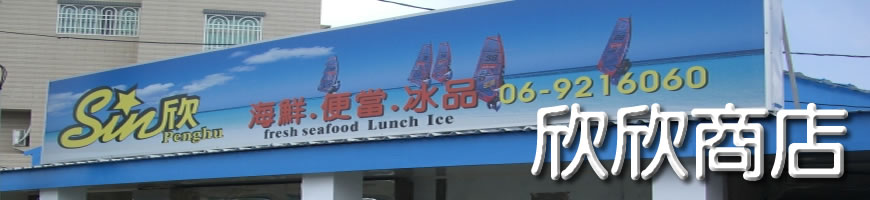 Sin欣
Penghu
海鮮.便當.冰品
fresh seafood Lunch Ice
06-9216060
欣欣商店